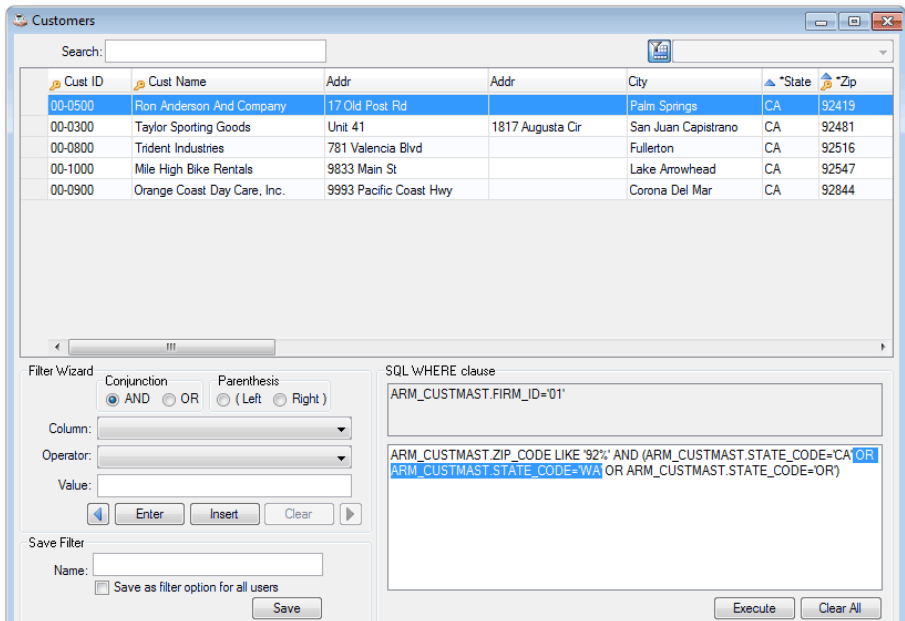 Customers
Search:
Cust ID Cust Name Addr Addr City *State *Zip
00-0500 Ron Anderson And Company 17 Old Post Rd Palm Springs CA 92419
00-0300 Taylor Sporting Goods Unit 41 1817 Augusta Cir San Juan Capistrano CA 92481
00-0800 Trident Industries 781 Valencia Blvd Fullerton CA 92516
00-1000 Mile High Bike Rentals 9833 Main St Lake Arrowhead CA 92547
00-0900 Orange Coast Day Care, Inc. 9993 Pacific Coast Hwy Corona Del Mar CA 92844
Filter Wizard
Conjunction Parenthesis
AND OR ( Left Right )
Column:
Operator:
Value:
Enter Insert Clear
Save Filter
Name:
Save as filter option for all users
Save
SQL WHERE clause
ARM_CUSTMAST.FIRM_ID='01'
ARM_CUSTMAST.ZIP_CODE LIKE '92%' AND (ARM_CUSTMAST.STATE_CODE='CA' OR
ARM_CUSTMAST.STATE_CODE='WA' OR ARM_CUSTMAST.STATE_CODE='OR')
Execute Clear All